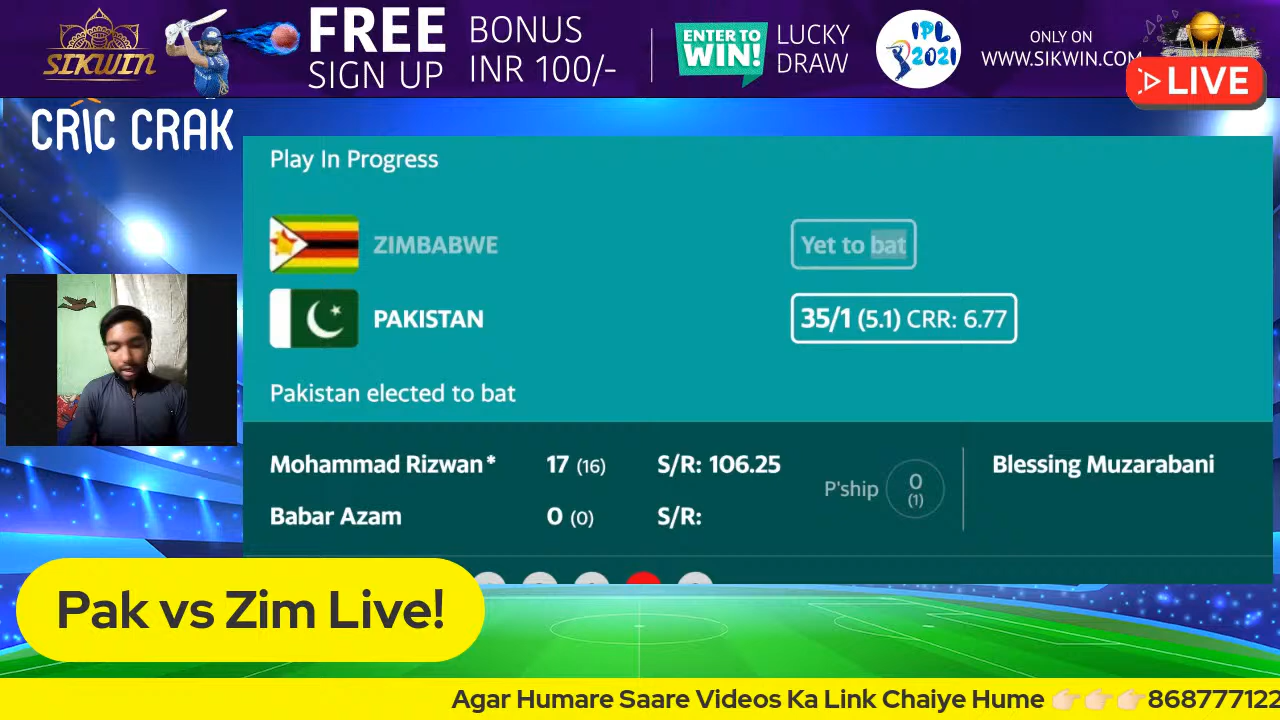 SIKWIN
FREE
SIGN UP
BONUS
INR 100/-
ENTER TO
WIN!
LUCKY
DRAW
IPL
2021
ONLY ON
WWW.SIKWIN.COM
LIVE
CRIC CRAK
Play In Progress
ZIMBABWE
Yet to bat
PAKISTAN
35/1 (5.1) CRR: 6.77
Pakistan elected to bat
Mohammad Rizwan* 17 (16) S/R: 106.25
Babar Azam 0 (0) S/R:
P'ship 0
(1)
Blessing Muzarabani
Pak vs Zim Live!
Agar Humare Saare Videos Ka Link Chaiye Hume 👉🏻👉🏻👉🏻868777122